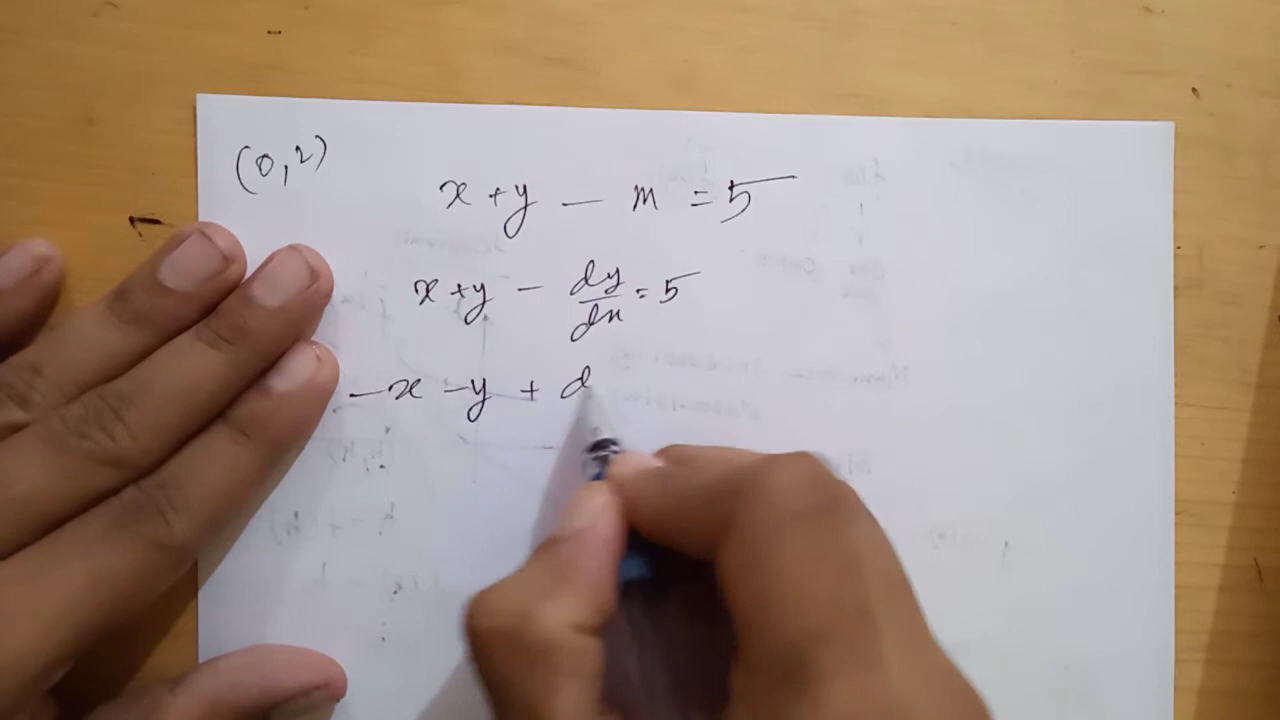 (0,2)
x + y - m = 5
x + y - dy/dx = 5
- x - y + d